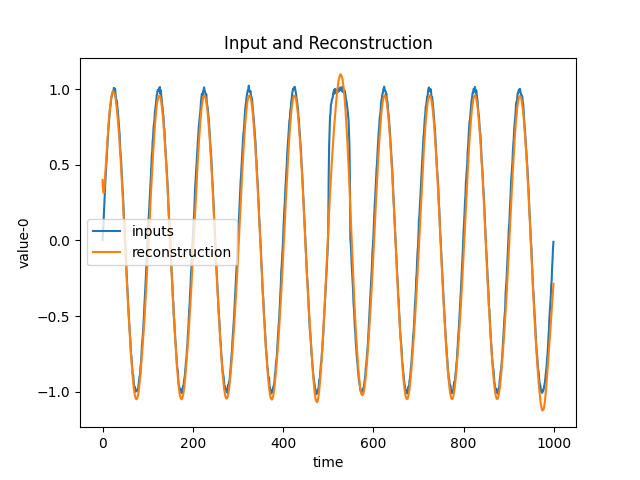 Input and Reconstruction
1.0
0.5
0.0
−0.5
−1.0
value-0
inputs
reconstruction
0 200 400 600 800 1000
time